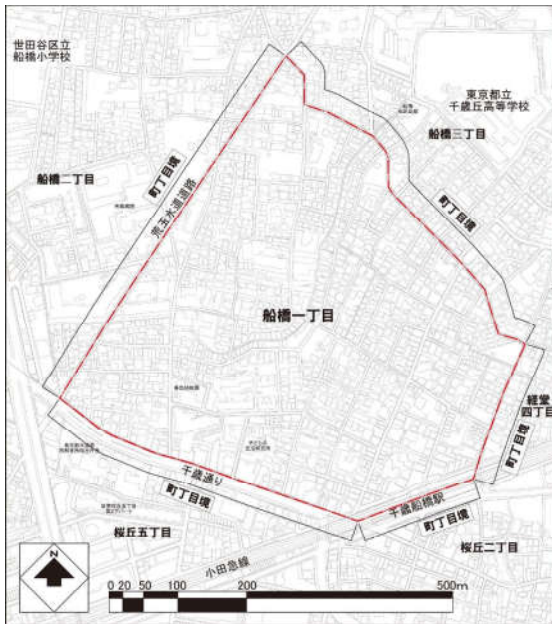 世田谷区立
船橋小学校
東京都立
千歳丘高等学校
船橋三丁目
船橋二丁目
町丁目境
荒玉水道道路
町丁目境
船橋一丁目
経堂
四丁目
町丁目境
千歳通り
町丁目境
千歳船橋駅
町丁目境
桜丘五丁目
桜丘二丁目
小田急線
N
0 20 50 100 200 500m